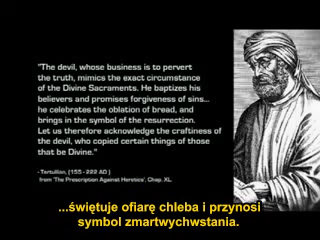 "The devil, whose business is to pervert
the truth, mimics the exact circumstance
of the Divine Sacraments. He baptizes his
believers and promises forgiveness of sins...
he celebrates the oblation of bread, and
brings in the symbol of the resurrection.
Let us therefore acknowledge the craftiness of
the devil, who copied certain things of those
that be Divine."
- Tertullian, (155 - 222 AD )
from 'The Prescription Against Heretics', Chap. XL.
...świętuje ofiarę chleba i przynosi
symbol zmartwychwstania.